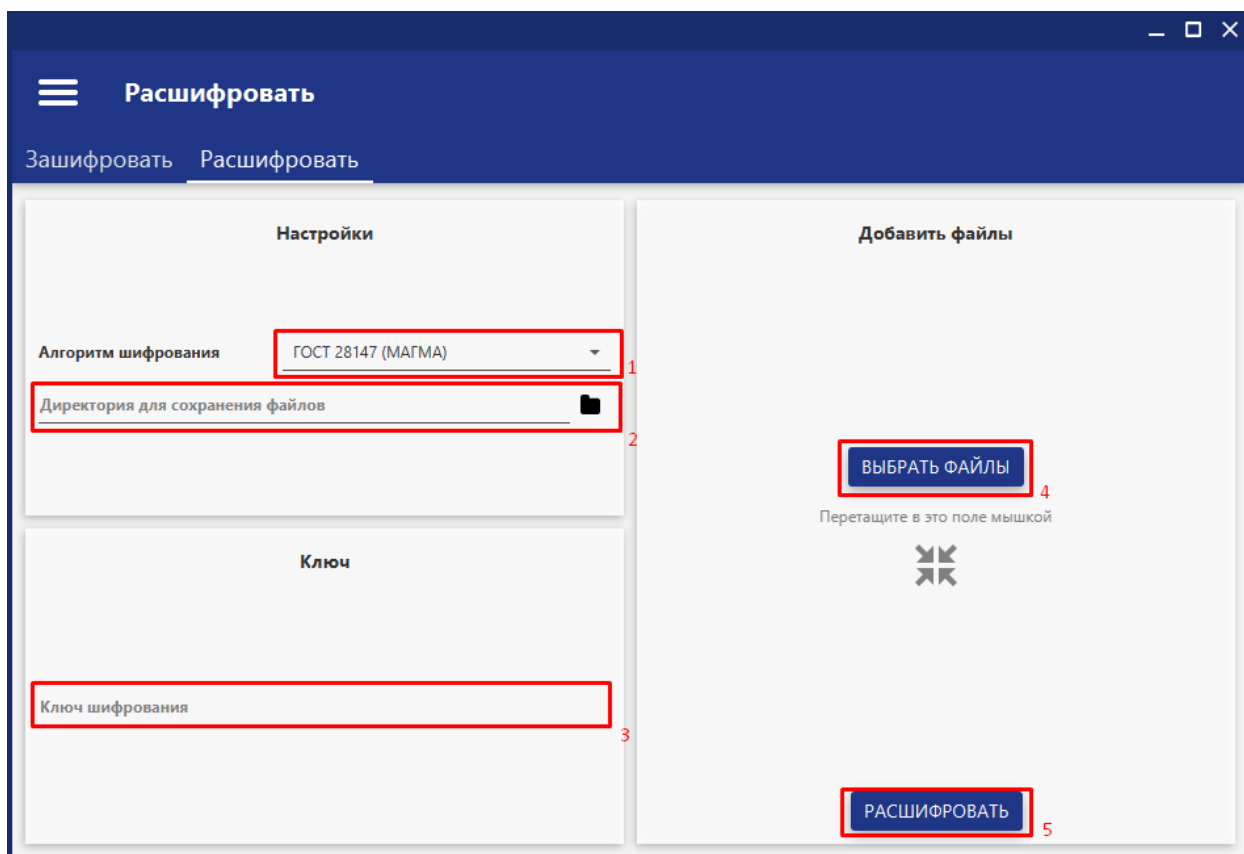 Расшифровать
Зашифровать Расшифровать
Настройки
Алгоритм шифрования ГОСТ 28147 (МАГМА)
1
Директория для сохранения файлов
2
Ключ
Ключ шифрования
3
Добавить файлы
ВЫБРАТЬ ФАЙЛЫ
4
Перетащите в это поле мышкой
РАСШИФРОВАТЬ
5